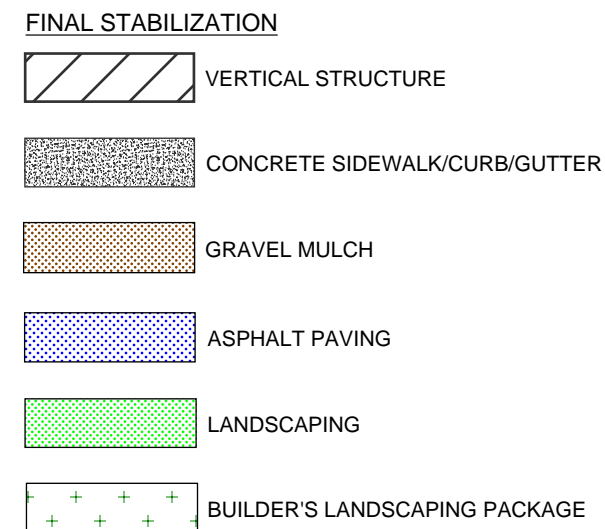 FINAL STABILIZATION
VERTICAL STRUCTURE
CONCRETE SIDEWALK/CURB/GUTTER
GRAVEL MULCH
ASPHALT PAVING
LANDSCAPING
BUILDER'S LANDSCAPING PACKAGE